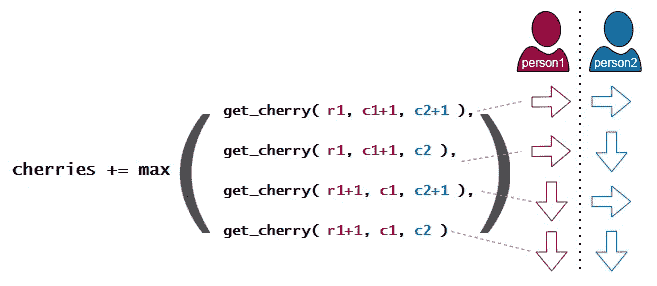 person1 person2
get_cherry( r1, c1+1, c2+1 ),
get_cherry( r1, c1+1, c2 ),
cherries += max
get_cherry( r1+1, c1, c2+1 ),
get_cherry( r1+1, c1, c2 )